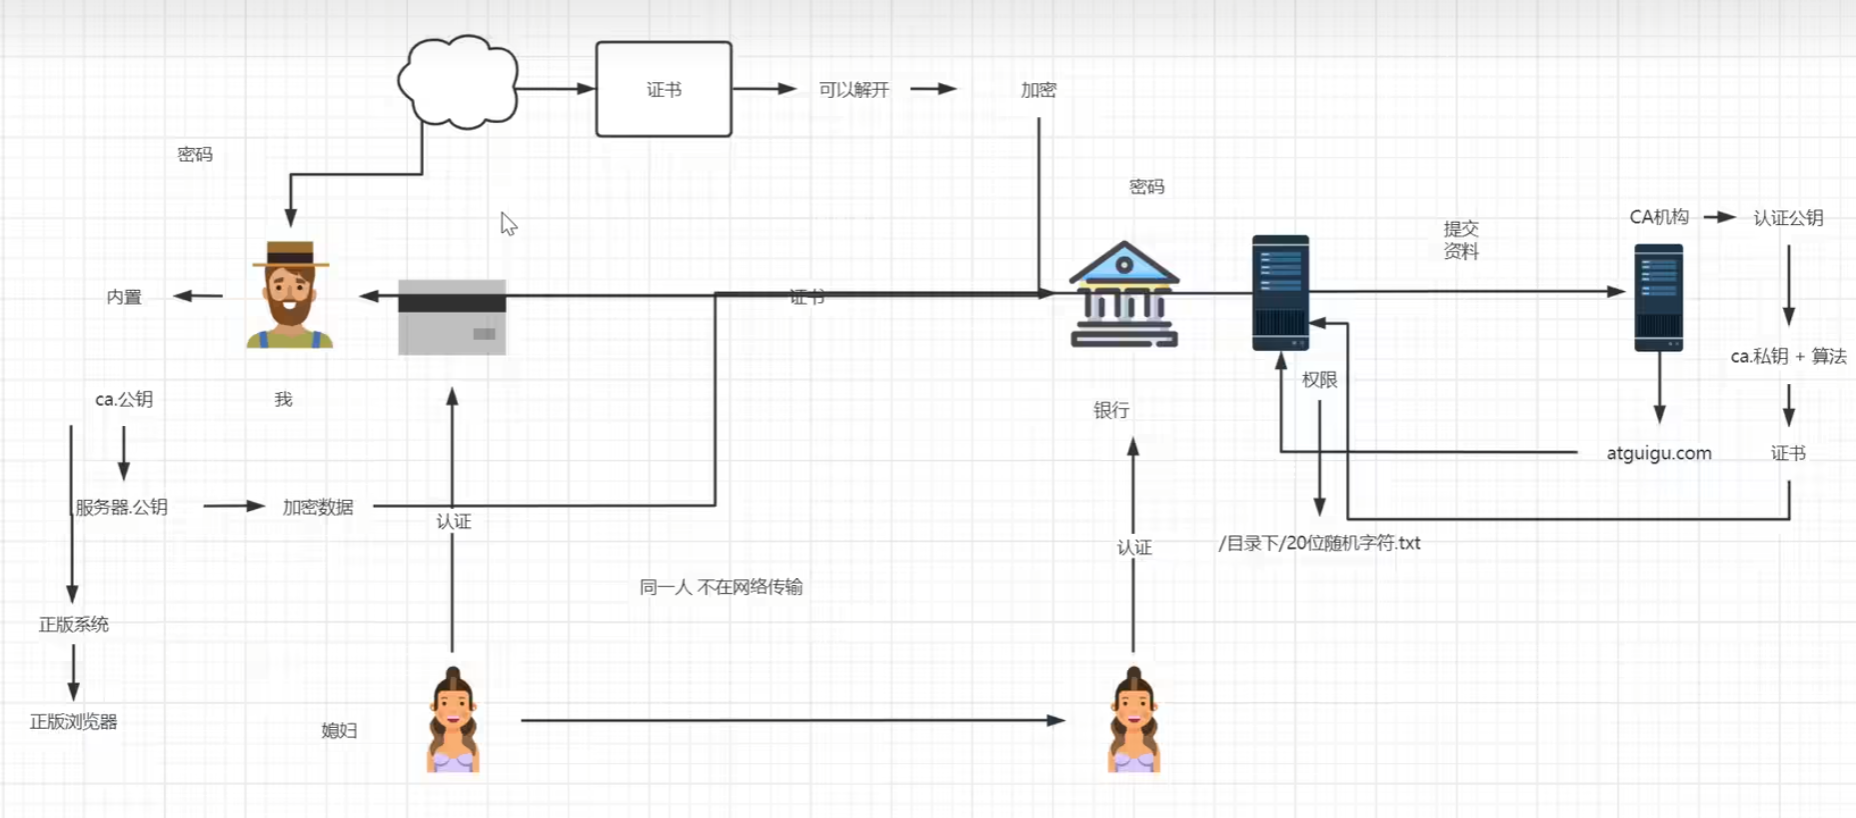 证书
可以解开
加密
密码
密码
CA机构
认证公钥
提交
资料
内置
证书
ca.私钥 + 算法
权限
ca.公钥
我
银行
atguigu.com
证书
服务器.公钥
加密数据
认证
认证
/目录下/20位随机字符.txt
同一人 不在网络传输
正版系统
正版浏览器
媳妇